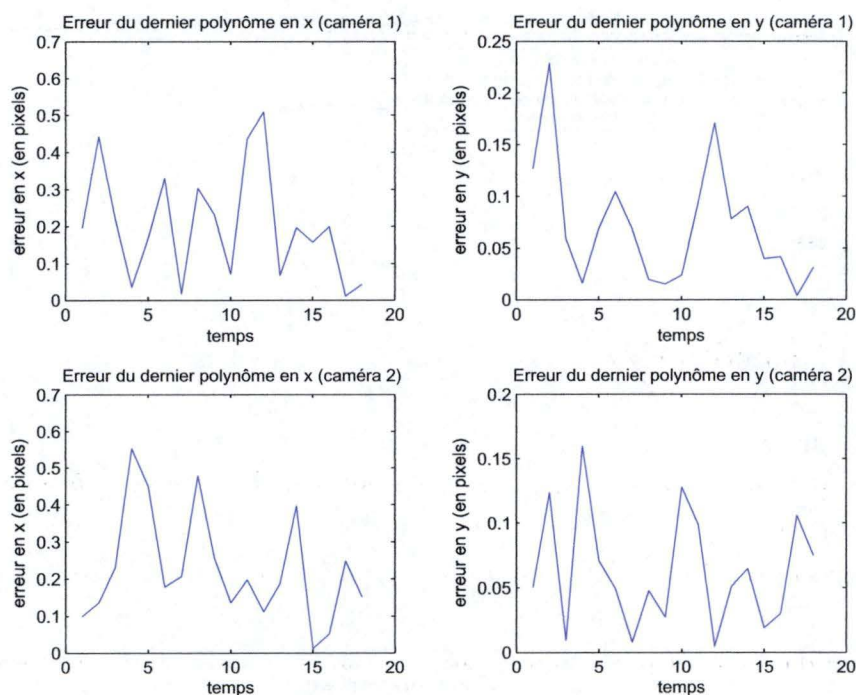 Erreur du dernier polynôme en x (caméra 1)
0.7
0.6
0.5
0.4
0.3
0.2
0.1
0
erreur en x (en pixels)
0 5 10 15 20
temps
Erreur du dernier polynôme en y (caméra 1)
0.25
0.2
0.15
0.1
0.05
0
erreur en y (en pixels)
0 5 10 15 20
temps
Erreur du dernier polynôme en x (caméra 2)
0.7
0.6
0.5
0.4
0.3
0.2
0.1
0
erreur en x (en pixels)
0 5 10 15 20
temps
Erreur du dernier polynôme en y (caméra 2)
0.2
0.15
0.1
0.05
0
erreur en y (en pixels)
0 5 10 15 20
temps